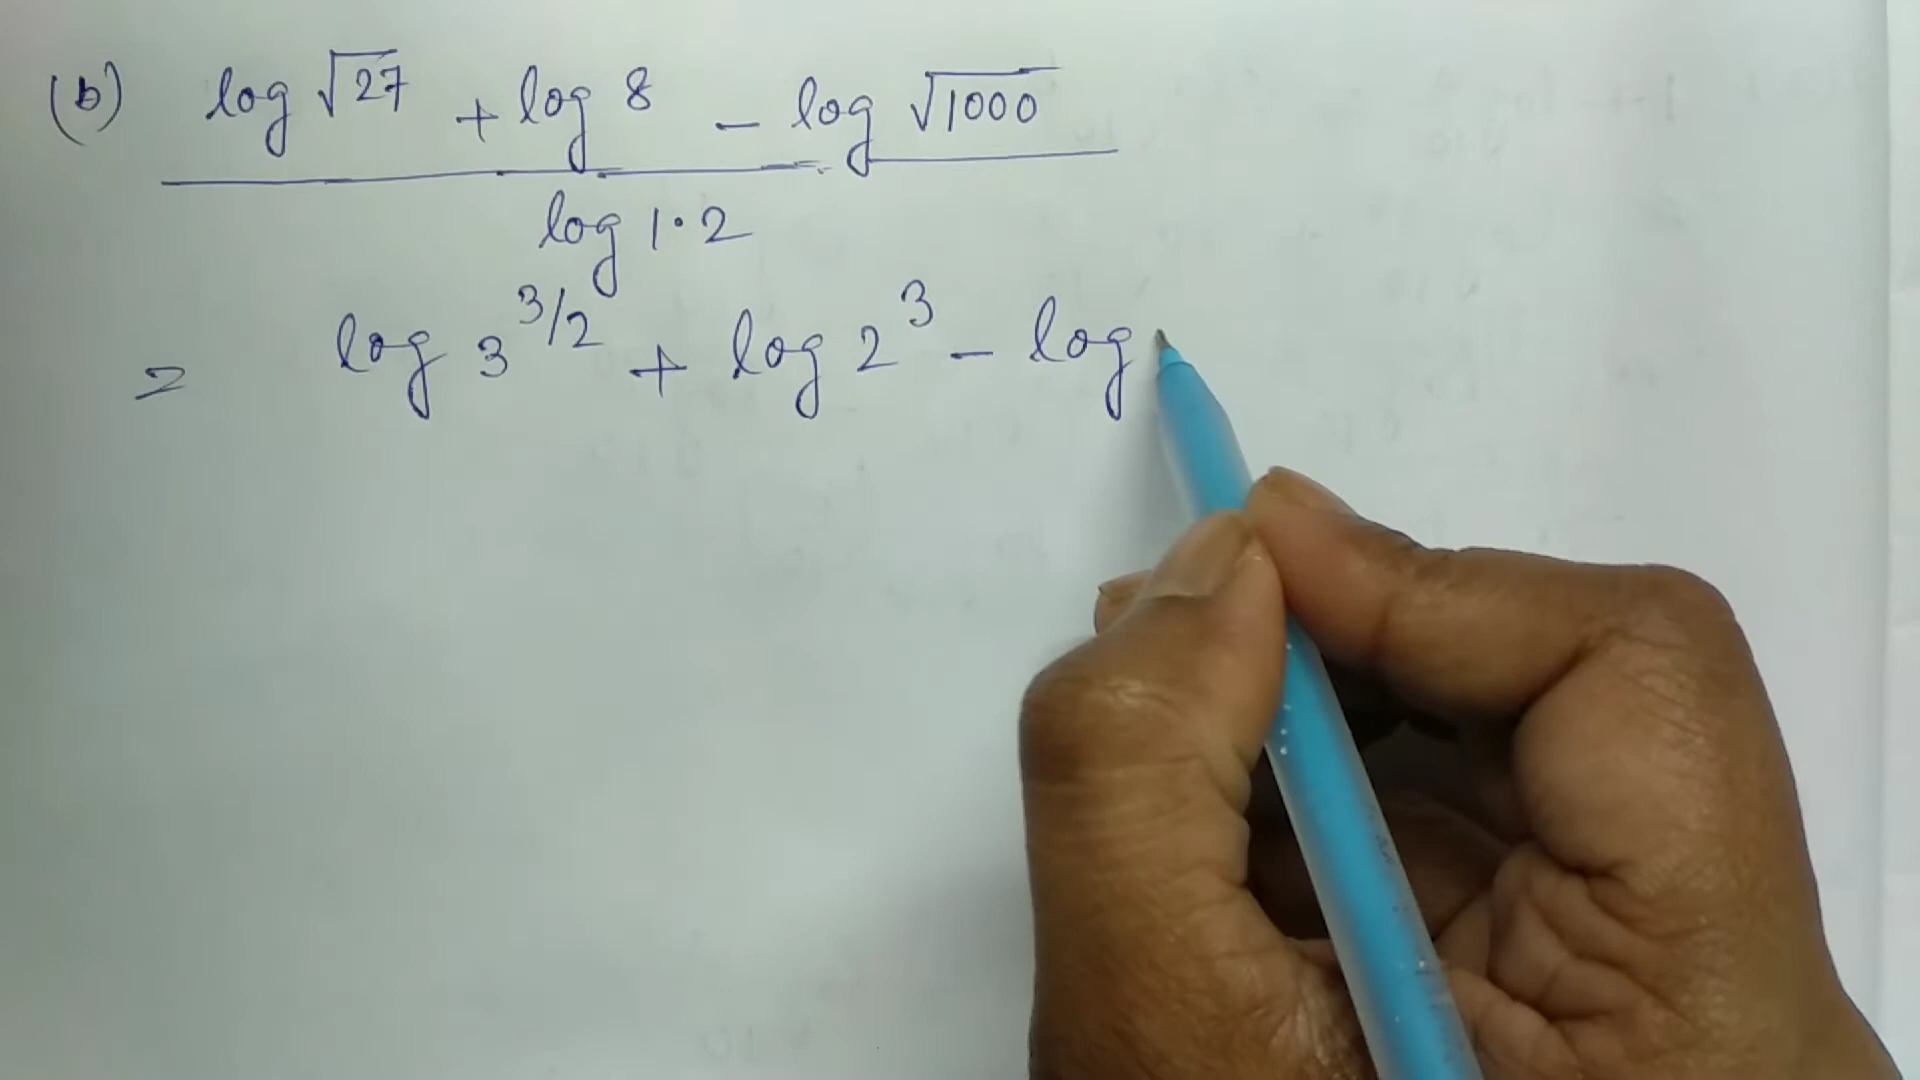 (b) log √27 + log 8 - log √1000
log 1·2
= log 3^3/2 + log 2^3 - log